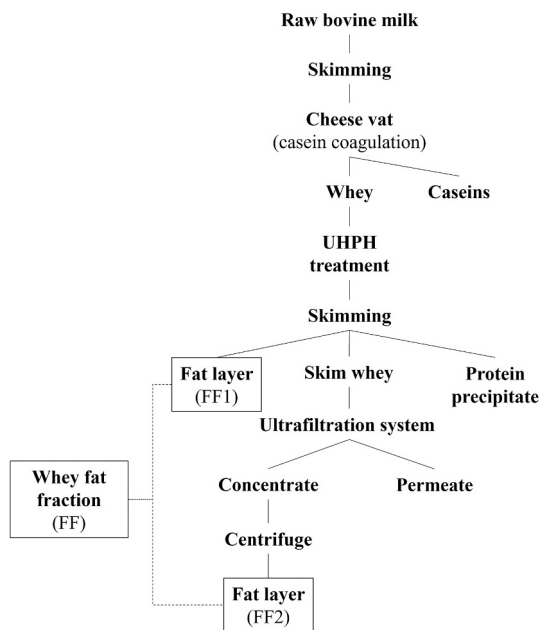 Raw bovine milk
Skimming
Cheese vat
(casein coagulation)
Whey
Caseins
UHPH
treatment
Skimming
Fat layer
(FF1)
Skim whey
Protein
precipitate
Ultrafiltration system
Whey fat
fraction
(FF)
Concentrate
Permeate
Centrifuge
Fat layer
(FF2)